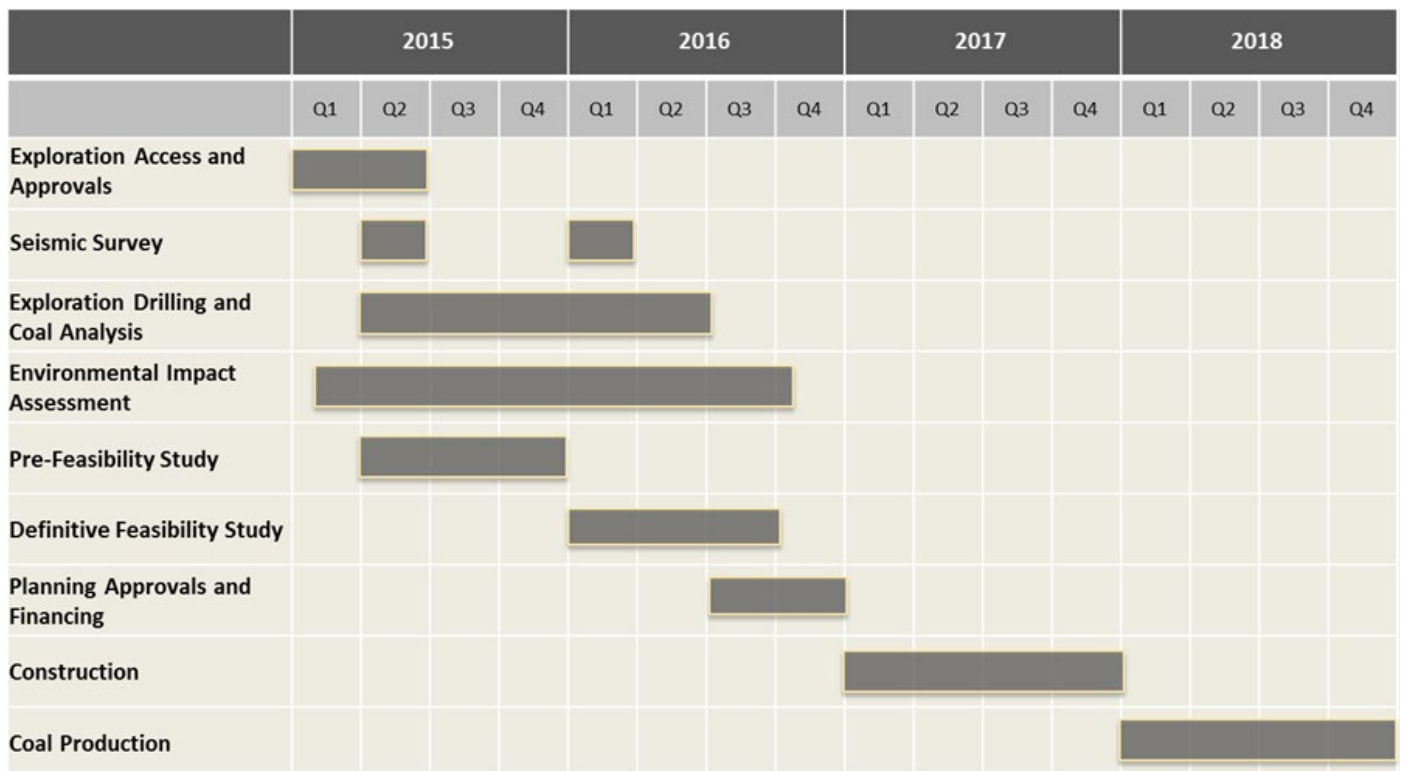 2015 2016 2017 2018
Q1 Q2 Q3 Q4 Q1 Q2 Q3 Q4 Q1 Q2 Q3 Q4 Q1 Q2 Q3 Q4
Exploration Access and
Approvals
Seismic Survey
Exploration Drilling and
Coal Analysis
Environmental Impact
Assessment
Pre-Feasibility Study
Definitive Feasibility Study
Planning Approvals and
Financing
Construction
Coal Production